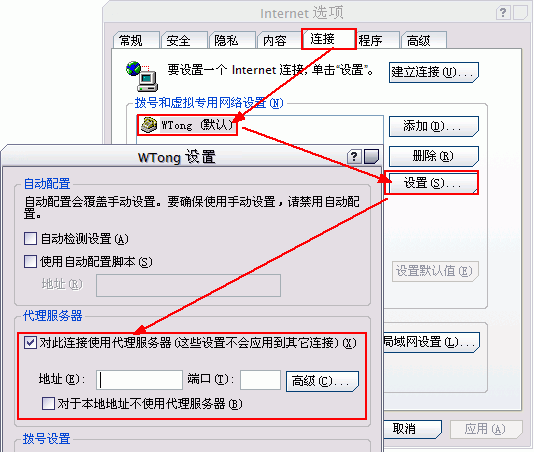 Internet 选项
常规 安全 隐私 内容 连接 程序 高级
要设置一个 Internet 连接，单击“设置”。
建立连接(U)...
拨号和虚拟专用网络设置(N)
WTong (默认)
添加(D)...
删除(R)
设置(S)...
设置默认值(E)
局域网设置(L)...
取消
应用(A)
WTong 设置
自动配置
自动配置会覆盖手动设置。要确保使用手动设置，请禁用自动配
置。
自动检测设置(A)
使用自动配置脚本(S)
地址(R)
代理服务器
对此连接使用代理服务器(这些设置不会应用到其它连接)(X)
地址(E): 端口(T): 高级(C)...
对于本地地址不使用代理服务器(B)
拨号设置